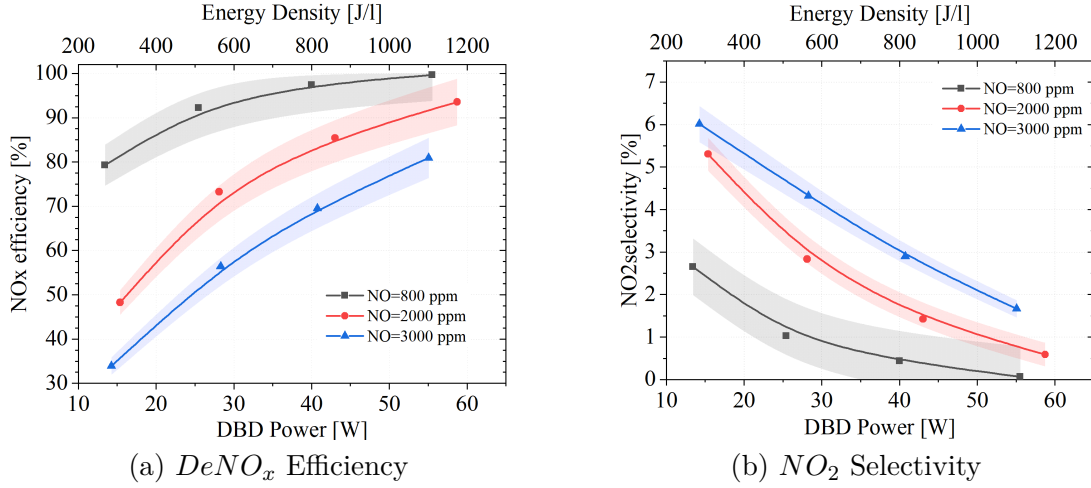 Energy Density [J/l]
200 400 600 800 1000 1200
100
90
80
70
60
50
40
30
NOx efficiency [%]
NO=800 ppm
NO=2000 ppm
NO=3000 ppm
10 20 30 40 50 60
DBD Power [W]
(a) DeNOx Efficiency
Energy Density [J/l]
200 400 600 800 1000 1200
7
6
5
4
3
2
1
0
NO2selectivity [%]
NO=800 ppm
NO=2000 ppm
NO=3000 ppm
10 20 30 40 50 60
DBD Power [W]
(b) NO2 Selectivity